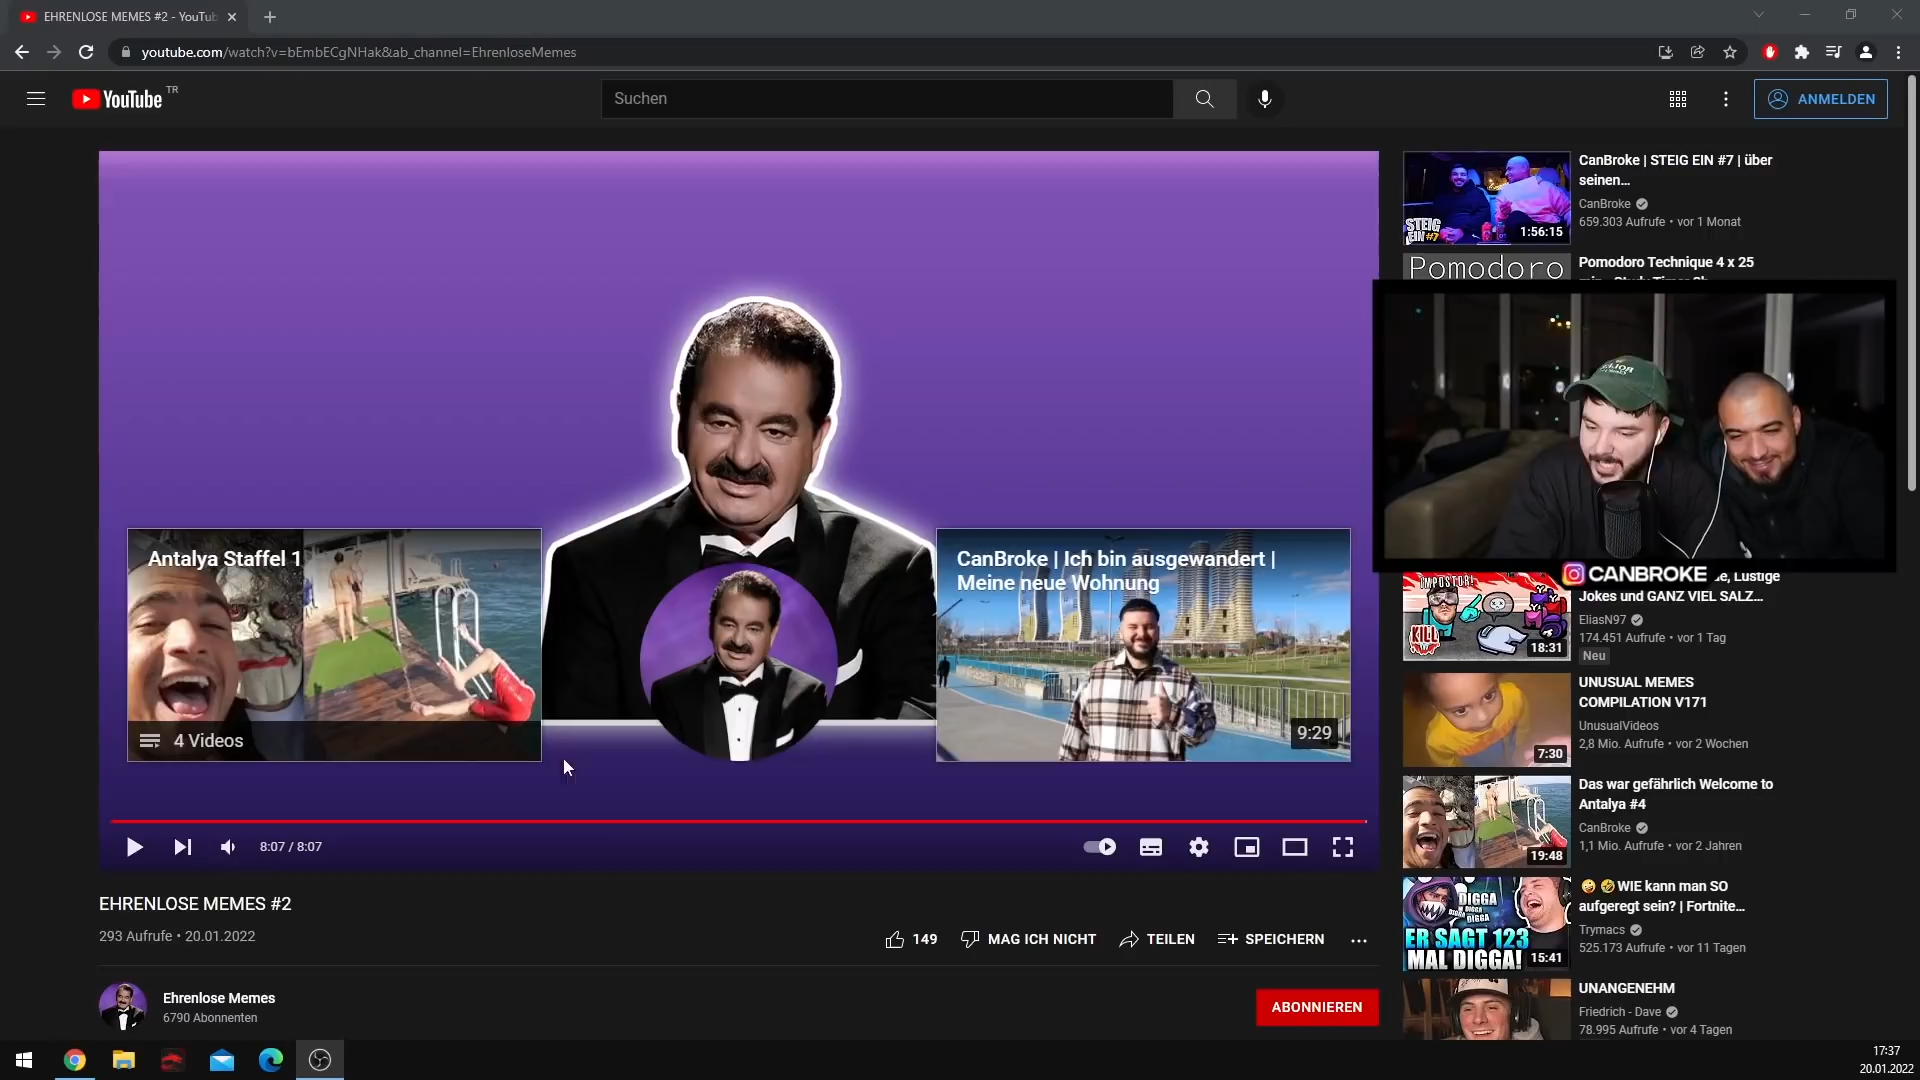 EHRENLOSE MEMES #2 - YouTub
youtube.com/watch?v=bEmbECgNHak&ab_channel=EhrenloseMemes
YouTube TR
Suchen
ANMELDEN
Antalya Staffel 1
4 Videos
CanBroke | Ich bin ausgewandert |
Meine neue Wohnung
9:29
8:07 / 8:07
EHRENLOSE MEMES #2
293 Aufrufe • 20.01.2022
149
MAG ICH NICHT
TEILEN
SPEICHERN
Ehrenlose Memes
6790 Abonnenten
ABONNIEREN
STEIG
EIN #7
1:56:15
CanBroke | STEIG EIN #7 | über
seinen...
CanBroke
659.303 Aufrufe • vor 1 Monat
Pomodoro
Pomodoro Technique 4 x 25
CANBROKE
IMPOSTOR!
KILL
18:31
e, Lustige
Jokes und GANZ VIEL SALZ...
EliasN97
174.451 Aufrufe • vor 1 Tag
Neu
7:30
UNUSUAL MEMES
COMPILATION V171
UnusualVideos
2,8 Mio. Aufrufe • vor 2 Wochen
19:48
Das war gefährlich Welcome to
Antalya #4
CanBroke
1,1 Mio. Aufrufe • vor 2 Jahren
DIGGA
DIGGA
DIGGA
DIGGA
ER SAGT 123
MAL DIGGA!
15:41
🤪 🤣WIE kann man SO
aufgeregt sein? | Fortnite...
Trymacs
525.173 Aufrufe • vor 11 Tagen
UNANGENEHM
Friedrich - Dave
78.995 Aufrufe • vor 4 Tagen
17:37
20.01.2022